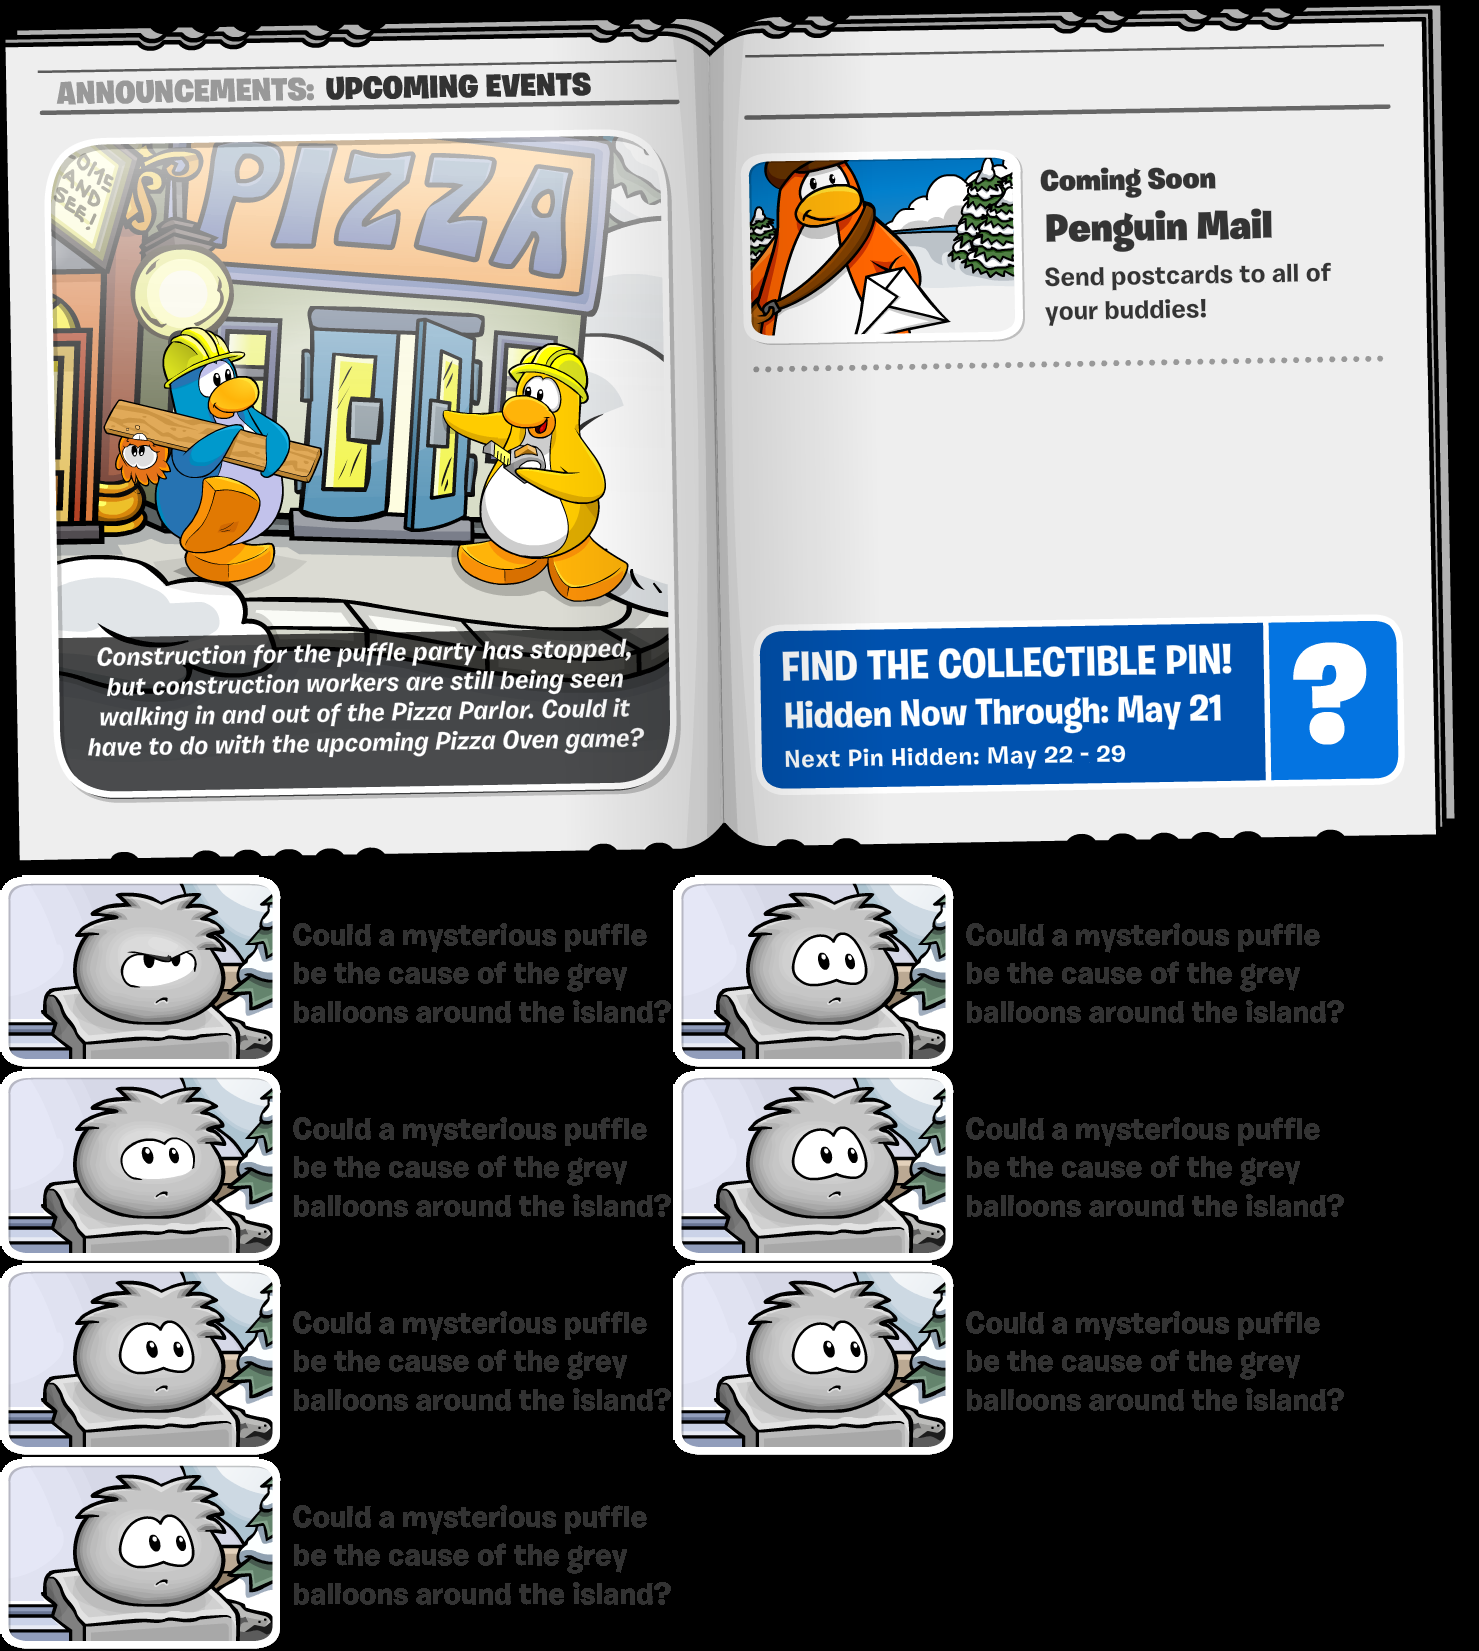 ANNOUNCEMENTS: UPCOMING EVENTS
COME
AND
SEE!
PIZZA
Construction for the puffle party has stopped,
but construction workers are still being seen
walking in and out of the Pizza Parlor. Could it
have to do with the upcoming Pizza Oven game?
Coming Soon
Penguin Mail
Send postcards to all of
your buddies!
FIND THE COLLECTIBLE PIN!
Hidden Now Through: May 21
Next Pin Hidden: May 22 - 29
?
Could a mysterious puffle
be the cause of the grey
balloons around the island?
Could a mysterious puffle
be the cause of the grey
balloons around the island?
Could a mysterious puffle
be the cause of the grey
balloons around the island?
Could a mysterious puffle
be the cause of the grey
balloons around the island?
Could a mysterious puffle
be the cause of the grey
balloons around the island?
Could a mysterious puffle
be the cause of the grey
balloons around the island?
Could a mysterious puffle
be the cause of the grey
balloons around the island?